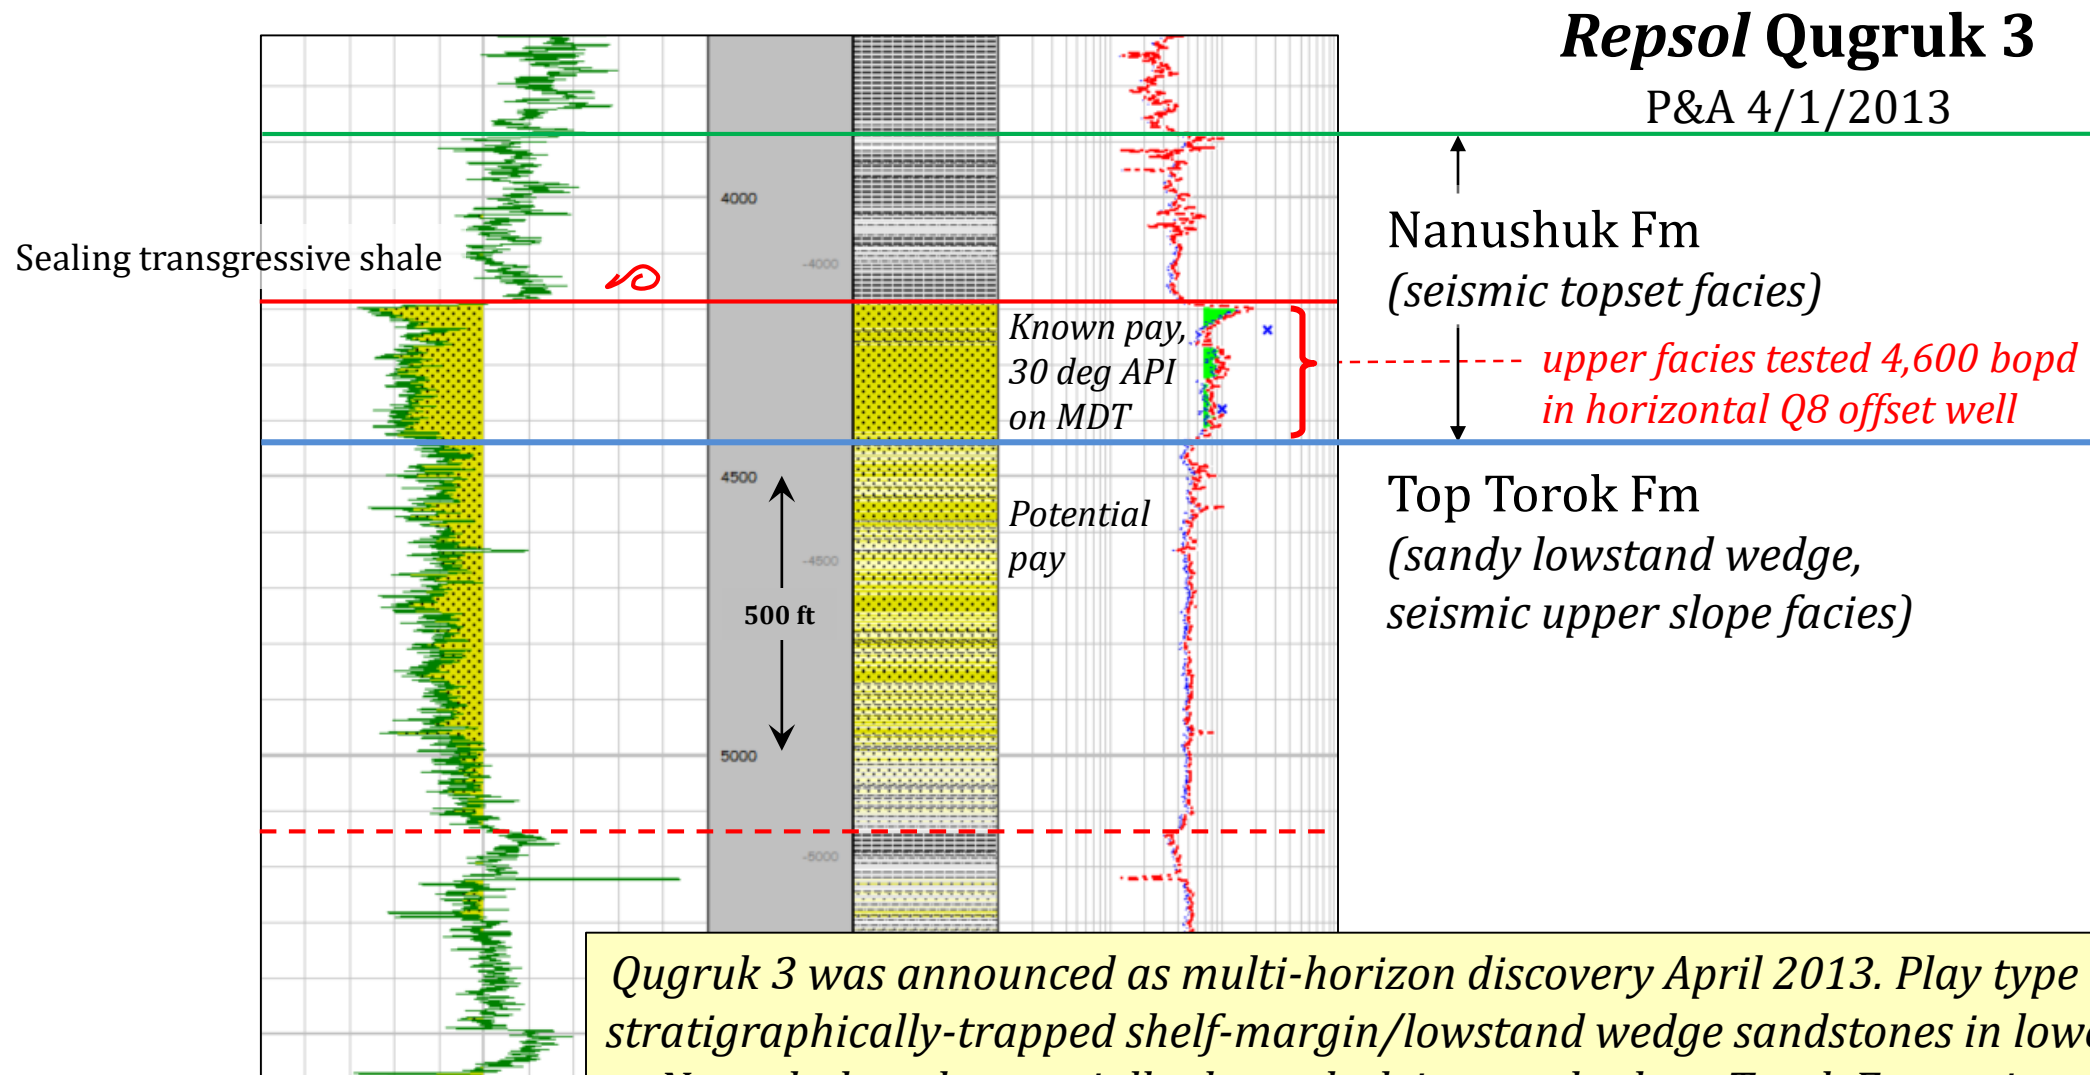 Repsol Qugruk 3
P&A 4/1/2013
4000
Nanushuk Fm
(seismic topset facies)
Sealing transgressive shale
-4000
Known pay,
30 deg API
on MDT
upper facies tested 4,600 bopd
in horizontal Q8 offset well
4500
Top Torok Fm
(sandy lowstand wedge,
seismic upper slope facies)
Potential
pay
-4500
500 ft
5000
-5000
Qugruk 3 was announced as multi-horizon discovery April 2013. Play type
stratigraphically-trapped shelf-margin/lowstand wedge sandstones in lowe